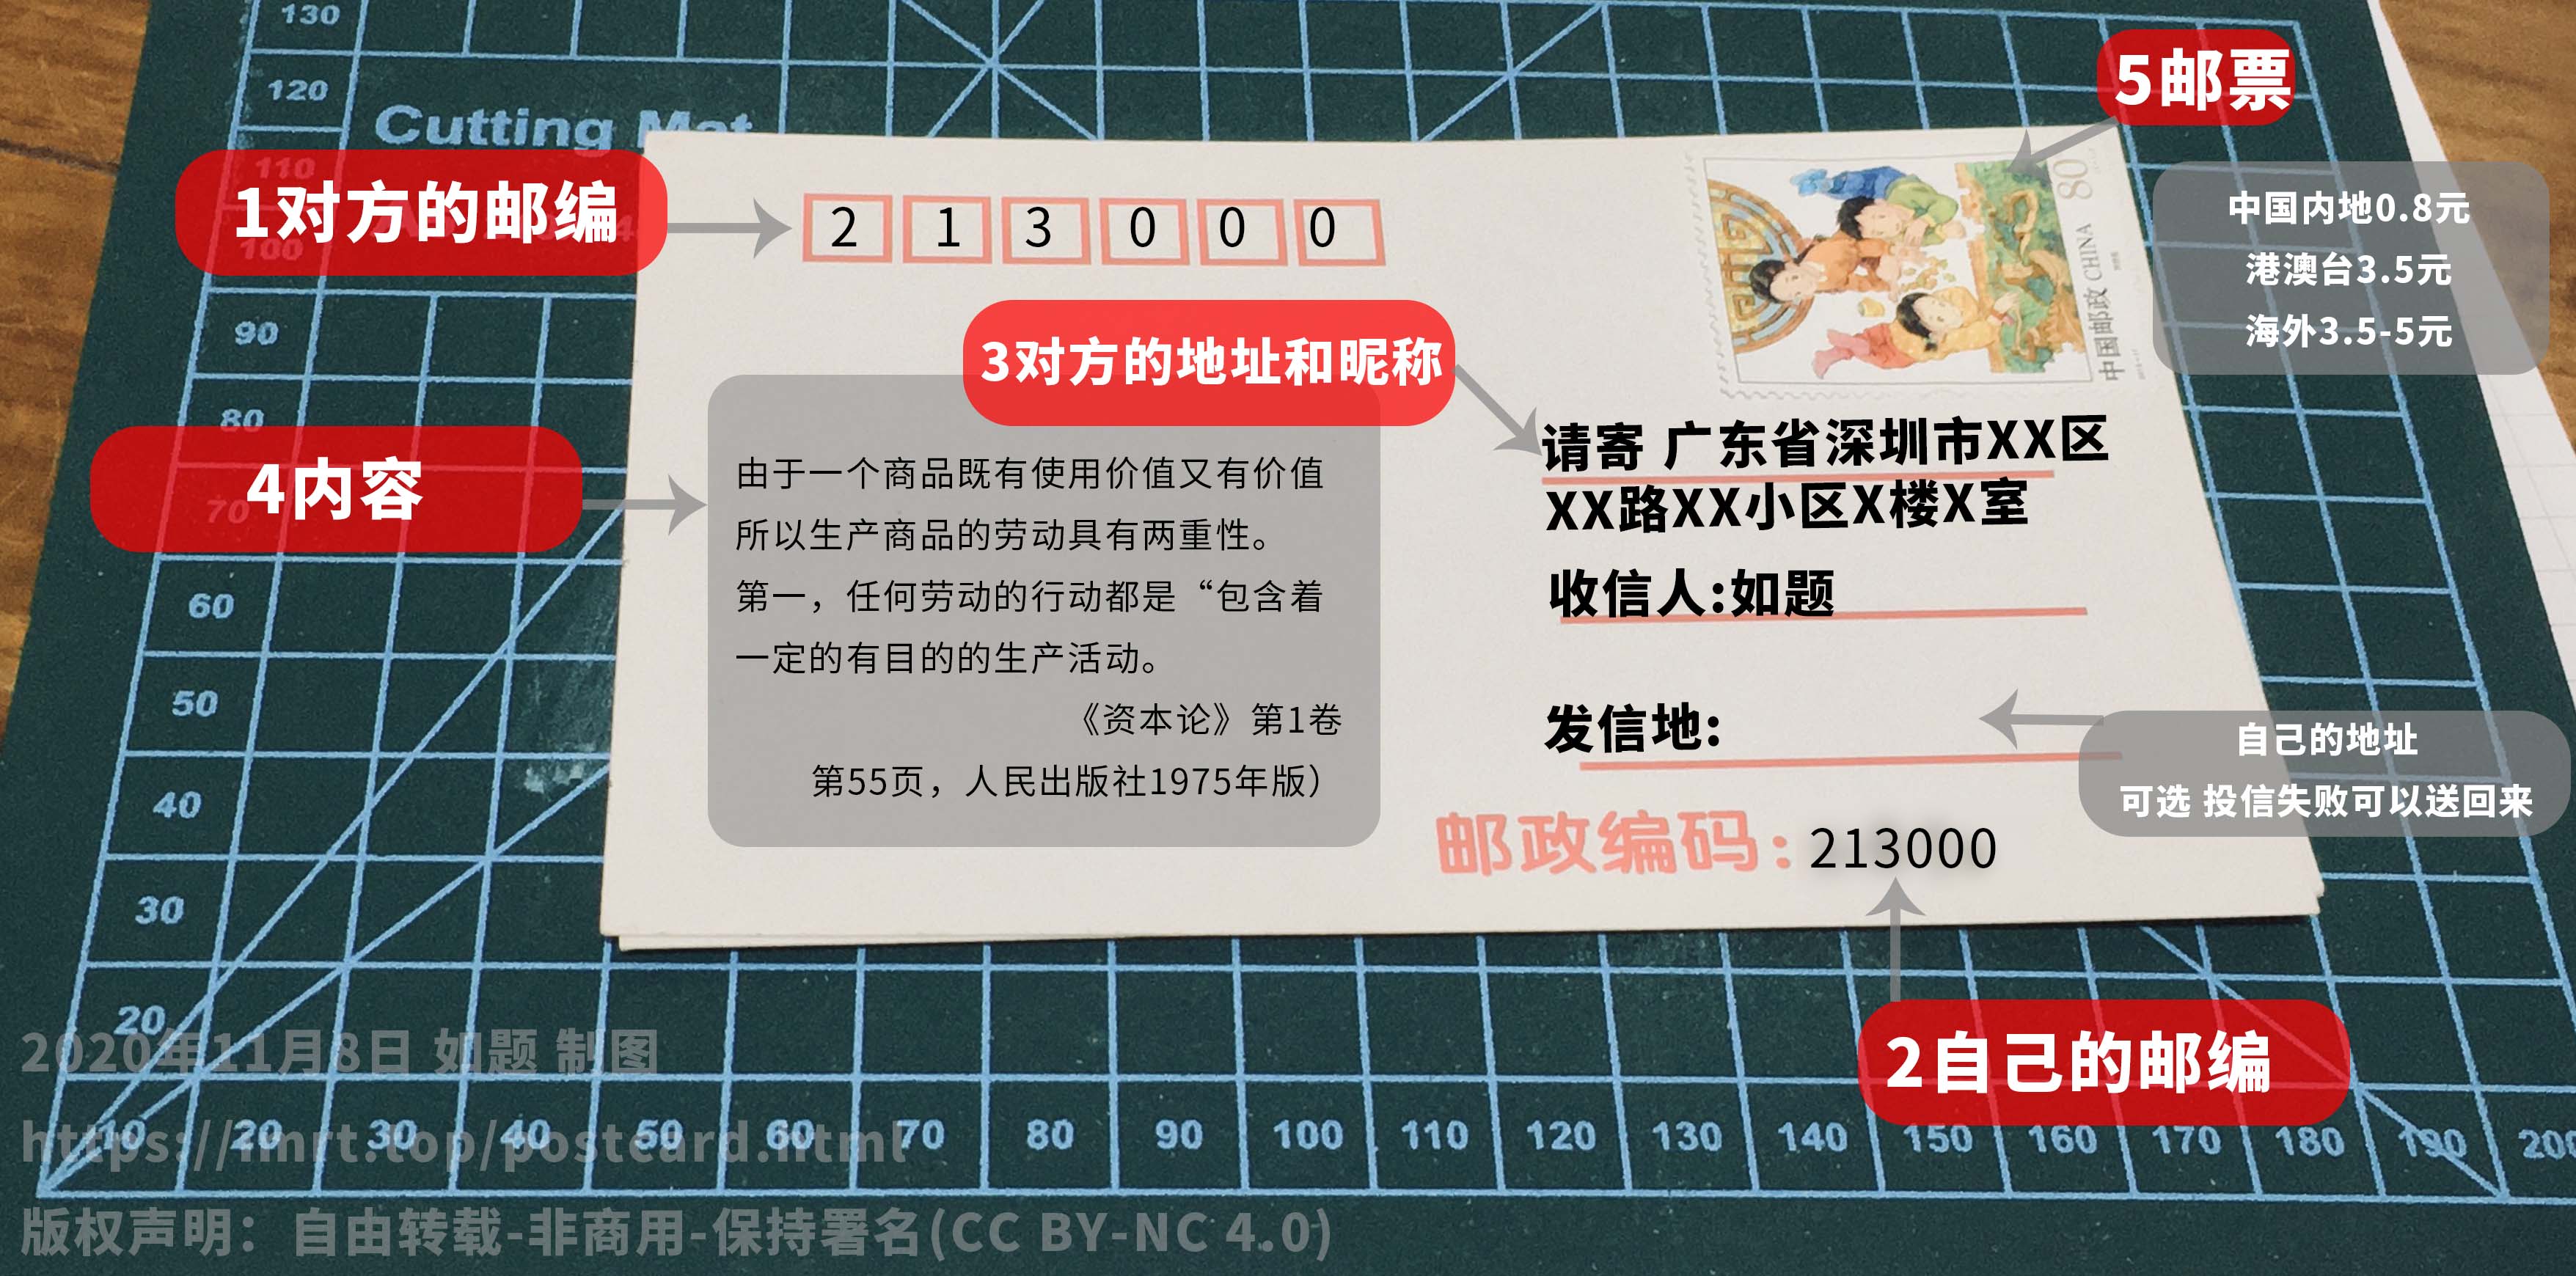 5邮票
中国内地0.8元
港澳台3.5元
海外3.5-5元
Cutting Mat
1对方的邮编
2 1 3 0 0 0
80
中国邮政 CHINA
3对方的地址和昵称
请寄 广东省深圳市XX区
XX路XX小区X楼X室
收信人:如题
4内容
由于一个商品既有使用价值又有价值
所以生产商品的劳动具有两重性。
第一，任何劳动的行动都是“包含着
一定的有目的的生产活动。
《资本论》第1卷
第55页，人民出版社1975年版）
发信地:
自己的地址
可选 投信失败可以送回来
邮政编码: 213000
2自己的邮编
130
120
110
100
90
80
70
60
50
40
30
20
10 20 30 40 50 60 70 80 90 100 110 120 130 140 150 160 170 180 190 200
2020年11月8日 如题 制图
https://imrt.top/postcard.html
版权声明：自由转载-非商用-保持署名(CC BY-NC 4.0)